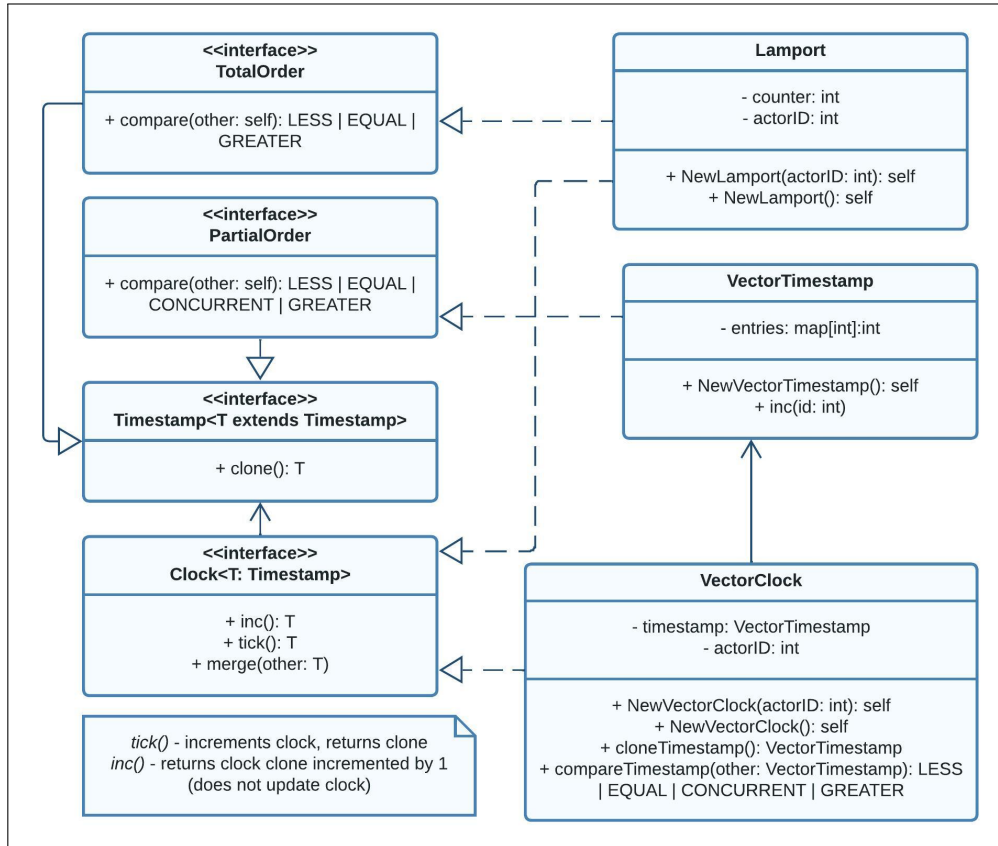 <<interface>>
TotalOrder
+ compare(other: self): LESS | EQUAL |
GREATER
<<interface>>
PartialOrder
+ compare(other: self): LESS | EQUAL |
CONCURRENT | GREATER
<<interface>>
Timestamp<T extends Timestamp>
+ clone(): T
<<interface>>
Clock<T: Timestamp>
+ inc(): T
+ tick(): T
+ merge(other: T)
tick() - increments clock, returns clone
inc() - returns clock clone incremented by 1
(does not update clock)
Lamport
- counter: int
- actorID: int
+ NewLamport(actorID: int): self
+ NewLamport(): self
VectorTimestamp
- entries: map[int]:int
+ NewVectorTimestamp(): self
+ inc(id: int)
VectorClock
- timestamp: VectorTimestamp
- actorID: int
+ NewVectorClock(actorID: int): self
+ NewVectorClock(): self
+ cloneTimestamp(): VectorTimestamp
+ compareTimestamp(other: VectorTimestamp): LESS
| EQUAL | CONCURRENT | GREATER